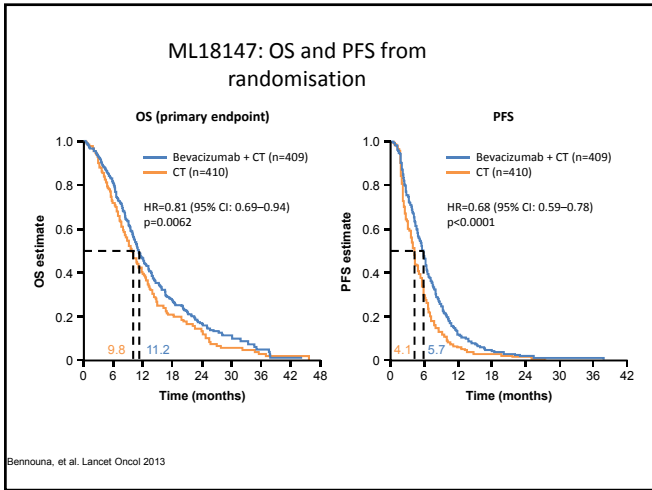 ML18147: OS and PFS from
randomisation
OS (primary endpoint)
1.0
0.8
0.6
0.4
0.2
0
OS estimate
Bevacizumab + CT (n=409)
CT (n=410)
HR=0.81 (95% CI: 0.69–0.94)
p=0.0062
9.8
11.2
0 6 12 18 24 30 36 42 48
Time (months)
PFS
1.0
0.8
0.6
0.4
0.2
0
PFS estimate
Bevacizumab + CT (n=409)
CT (n=410)
HR=0.68 (95% CI: 0.59–0.78)
p<0.0001
4.1
5.7
0 6 12 18 24 30 36 42
Time (months)
Bennouna, et al. Lancet Oncol 2013